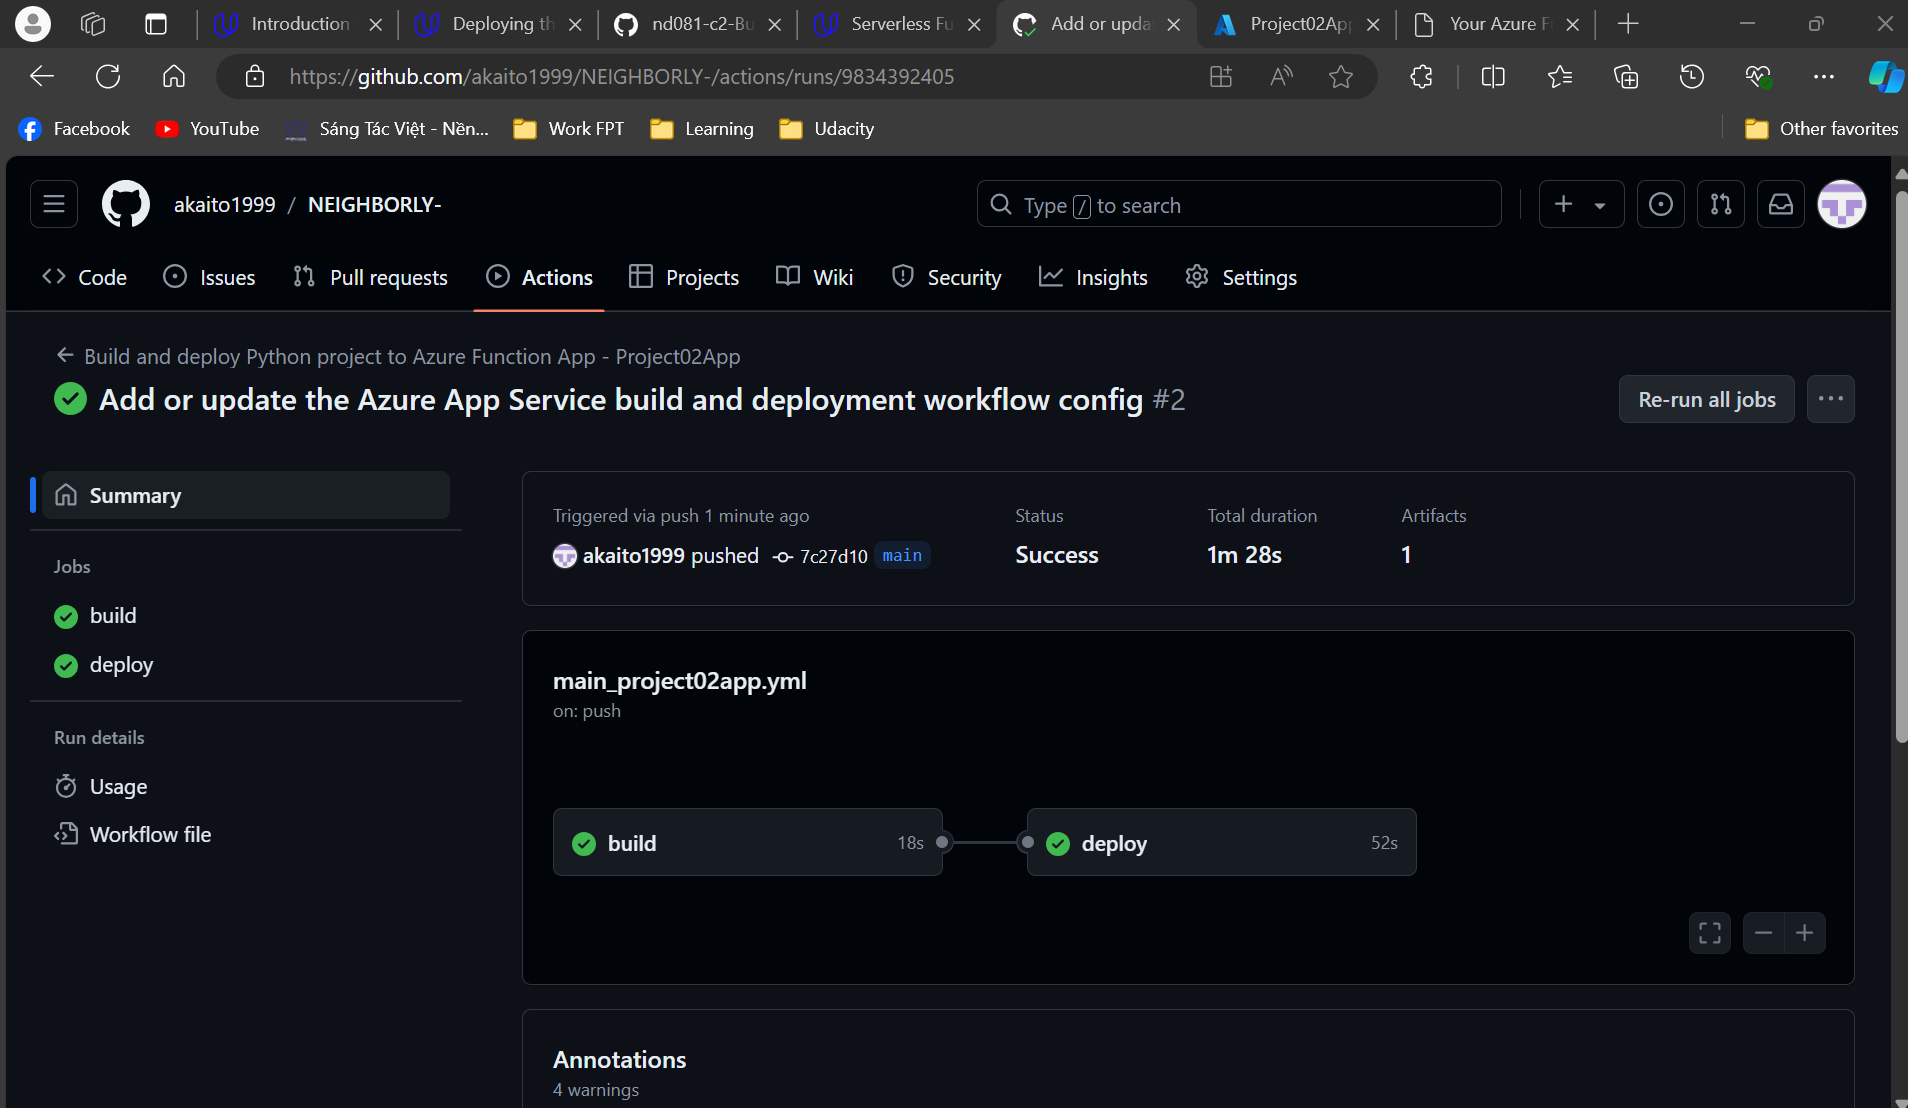 Introduction
Deploying th
nd081-c2-Bu
Serverless Fu
Add or upda
Project02App
Your Azure F
https://github.com/akaito1999/NEIGHBORLY-/actions/runs/9834392405
Facebook
YouTube
Sáng Tác Việt - Nền...
Work FPT
Learning
Udacity
Other favorites
akaito1999 / NEIGHBORLY-
Type / to search
Code
Issues
Pull requests
Actions
Projects
Wiki
Security
Insights
Settings
Build and deploy Python project to Azure Function App - Project02App
Add or update the Azure App Service build and deployment workflow config #2
Re-run all jobs
Summary
Jobs
build
deploy
Run details
Usage
Workflow file
Triggered via push 1 minute ago
akaito1999 pushed 7c27d10 main
Status
Success
Total duration
1m 28s
Artifacts
1
main_project02app.yml
on: push
build 18s
deploy 52s
Annotations
4 warnings